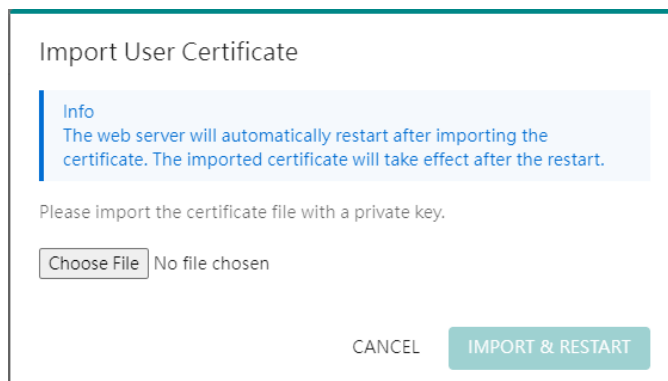 Import User Certificate
Info
The web server will automatically restart after importing the
certificate. The imported certificate will take effect after the restart.
Please import the certificate file with a private key.
Choose File No file chosen
CANCEL IMPORT & RESTART